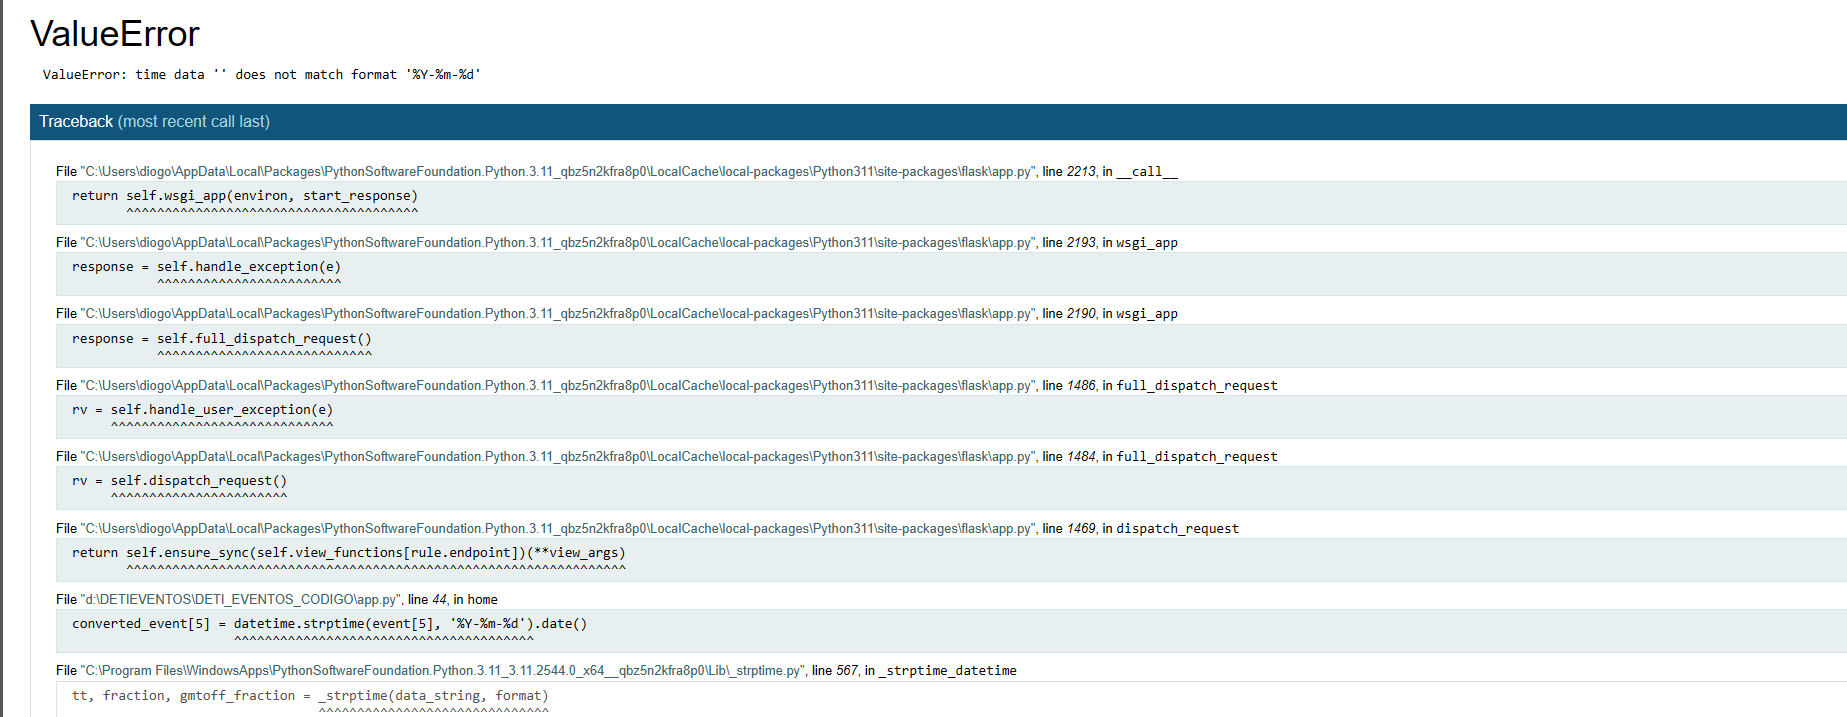 ValueError
ValueError: time data '' does not match format '%Y-%m-%d'
Traceback (most recent call last)
File "C:\Users\diogo\AppData\Local\Packages\PythonSoftwareFoundation.Python.3.11_qbz5n2kfra8p0\LocalCache\local-packages\Python311\site-packages\flask\app.py", line 2213, in __call__
return self.wsgi_app(environ, start_response)
^^^^^^^^^^^^^^^^^^^^^^^^^^^^^^^^^^^^^^
File "C:\Users\diogo\AppData\Local\Packages\PythonSoftwareFoundation.Python.3.11_qbz5n2kfra8p0\LocalCache\local-packages\Python311\site-packages\flask\app.py", line 2193, in wsgi_app
response = self.handle_exception(e)
^^^^^^^^^^^^^^^^^^^^^^^^
File "C:\Users\diogo\AppData\Local\Packages\PythonSoftwareFoundation.Python.3.11_qbz5n2kfra8p0\LocalCache\local-packages\Python311\site-packages\flask\app.py", line 2190, in wsgi_app
response = self.full_dispatch_request()
^^^^^^^^^^^^^^^^^^^^^^^^^^^^
File "C:\Users\diogo\AppData\Local\Packages\PythonSoftwareFoundation.Python.3.11_qbz5n2kfra8p0\LocalCache\local-packages\Python311\site-packages\flask\app.py", line 1486, in full_dispatch_request
rv = self.handle_user_exception(e)
^^^^^^^^^^^^^^^^^^^^^^^^^^^^^
File "C:\Users\diogo\AppData\Local\Packages\PythonSoftwareFoundation.Python.3.11_qbz5n2kfra8p0\LocalCache\local-packages\Python311\site-packages\flask\app.py", line 1484, in full_dispatch_request
rv = self.dispatch_request()
^^^^^^^^^^^^^^^^^^^^^^^
File "C:\Users\diogo\AppData\Local\Packages\PythonSoftwareFoundation.Python.3.11_qbz5n2kfra8p0\LocalCache\local-packages\Python311\site-packages\flask\app.py", line 1469, in dispatch_request
return self.ensure_sync(self.view_functions[rule.endpoint])(**view_args)
^^^^^^^^^^^^^^^^^^^^^^^^^^^^^^^^^^^^^^^^^^^^^^^^^^^^^^^^^^^^^^^^^
File "d:\DETIEVENTOS\DETI_EVENTOS_CODIGO\app.py", line 44, in home
converted_event[5] = datetime.strptime(event[5], '%Y-%m-%d').date()
^^^^^^^^^^^^^^^^^^^^^^^^^^^^^^^^^^^^^^^
File "C:\Program Files\WindowsApps\PythonSoftwareFoundation.Python.3.11_3.11.2544.0_x64__qbz5n2kfra8p0\Lib\_strptime.py", line 567, in _strptime_datetime
tt, fraction, gmtoff_fraction = _strptime(data_string, format)
^^^^^^^^^^^^^^^^^^^^^^^^^^^^^^